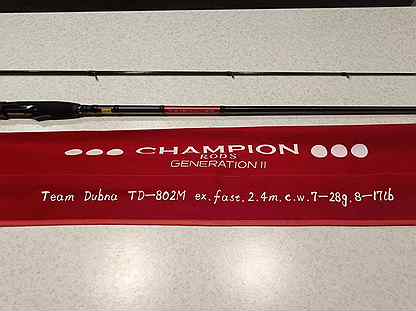 CHAMPION
RODS
GENERATION II
Team Dubna TD-802M ex.fast. 2.4m. c.w. 7-28g. 8-17lb